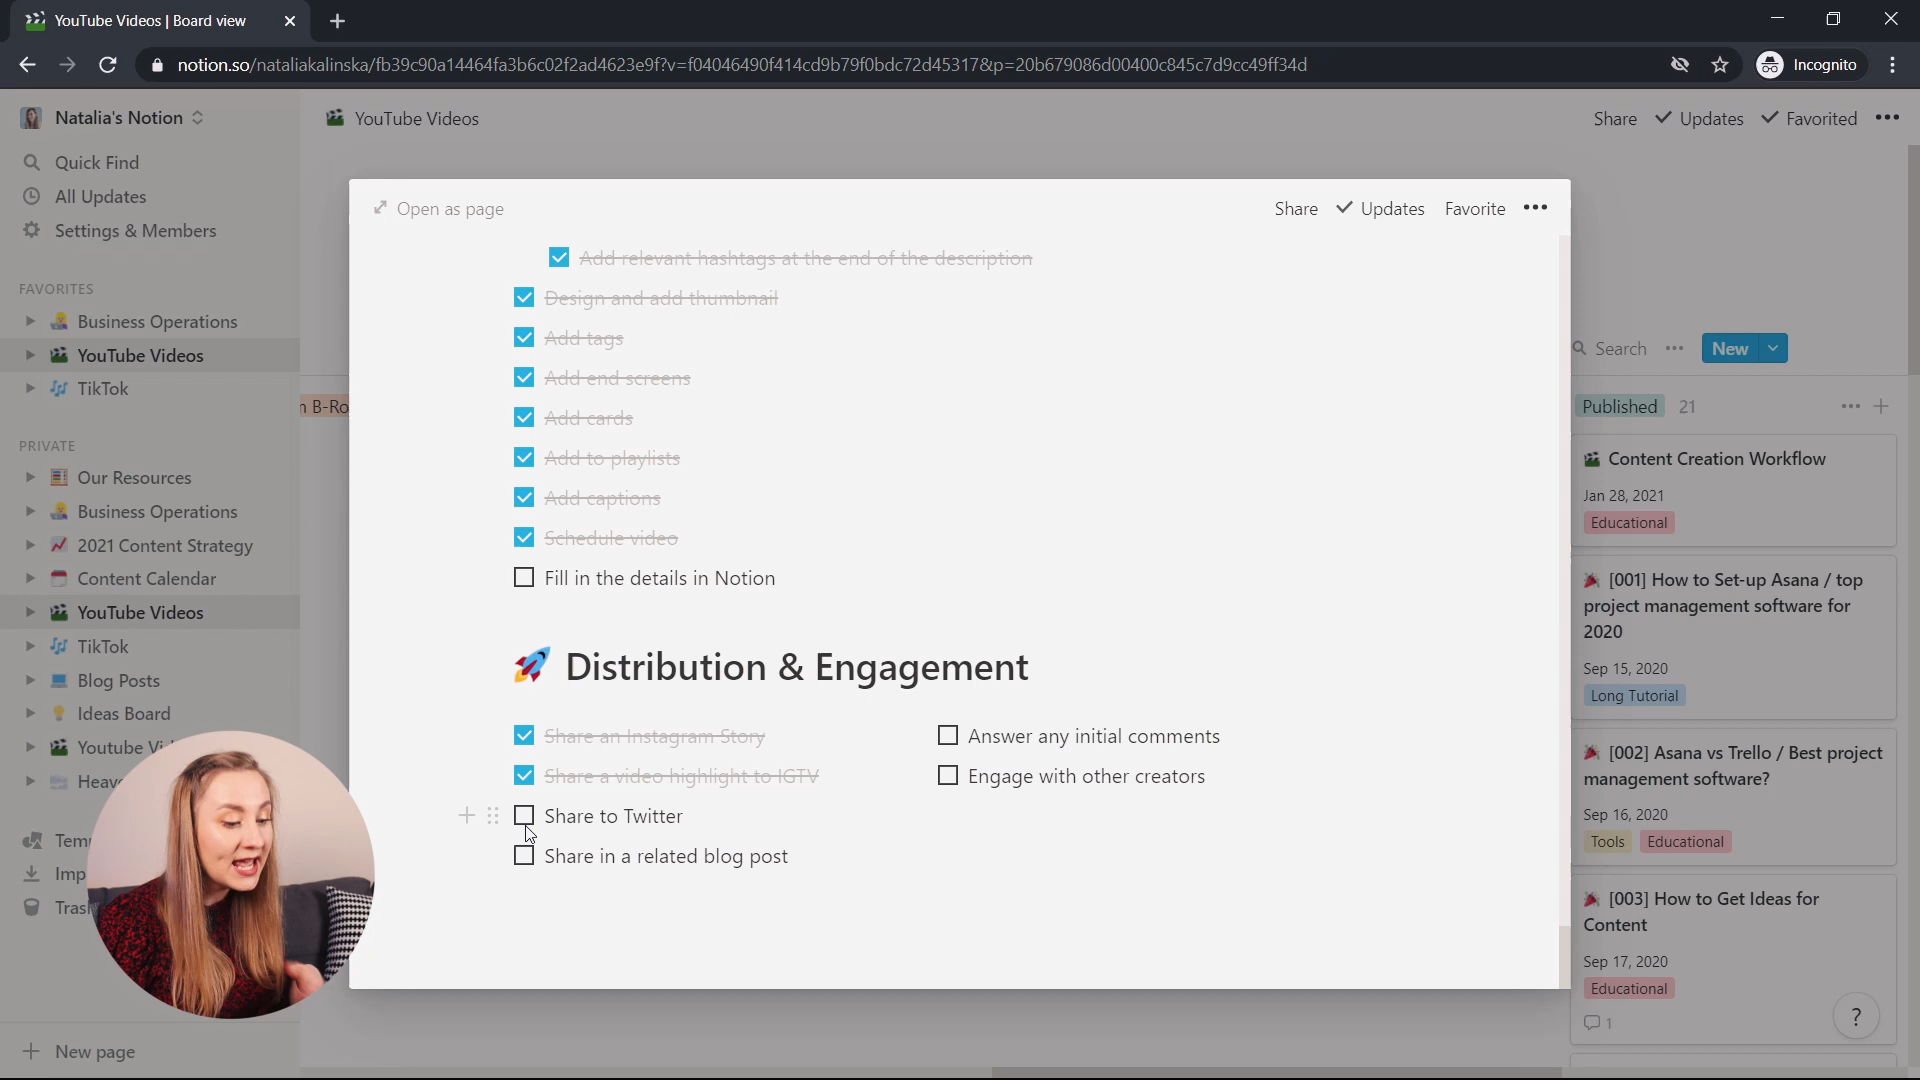 YouTube Videos | Board view
notion.so/nataliakalinska/fb39c90a14464fa3b6c02f2ad4623e9f?v=f04046490f414cd9b79f0bdc72d45317&p=20b679086d00400c845c7d9cc49ff34d
Incognito
Natalia's Notion
YouTube Videos
Share
Updates
Favorited
Quick Find
All Updates
Settings & Members
FAVORITES
Business Operations
YouTube Videos
TikTok
PRIVATE
Our Resources
Business Operations
2021 Content Strategy
Content Calendar
YouTube Videos
TikTok
Blog Posts
Ideas Board
Youtube
New page
Open as page
Share
Updates
Favorite
Add relevant hashtags at the end of the description
Design and add thumbnail
Add tags
Add end screens
Add cards
Add to playlists
Add captions
Schedule video
Fill in the details in Notion
Distribution & Engagement
Share an Instagram Story
Share a video highlight to IGTV
Share to Twitter
Share in a related blog post
Answer any initial comments
Engage with other creators
B-Ro
Search
New
Published 21
Content Creation Workflow
Jan 28, 2021
Educational
[001] How to Set-up Asana / top
project management software for
2020
Sep 15, 2020
Long Tutorial
[002] Asana vs Trello / Best project
management software?
Sep 16, 2020
Tools Educational
[003] How to Get Ideas for
Content
Sep 17, 2020
Educational
1
?